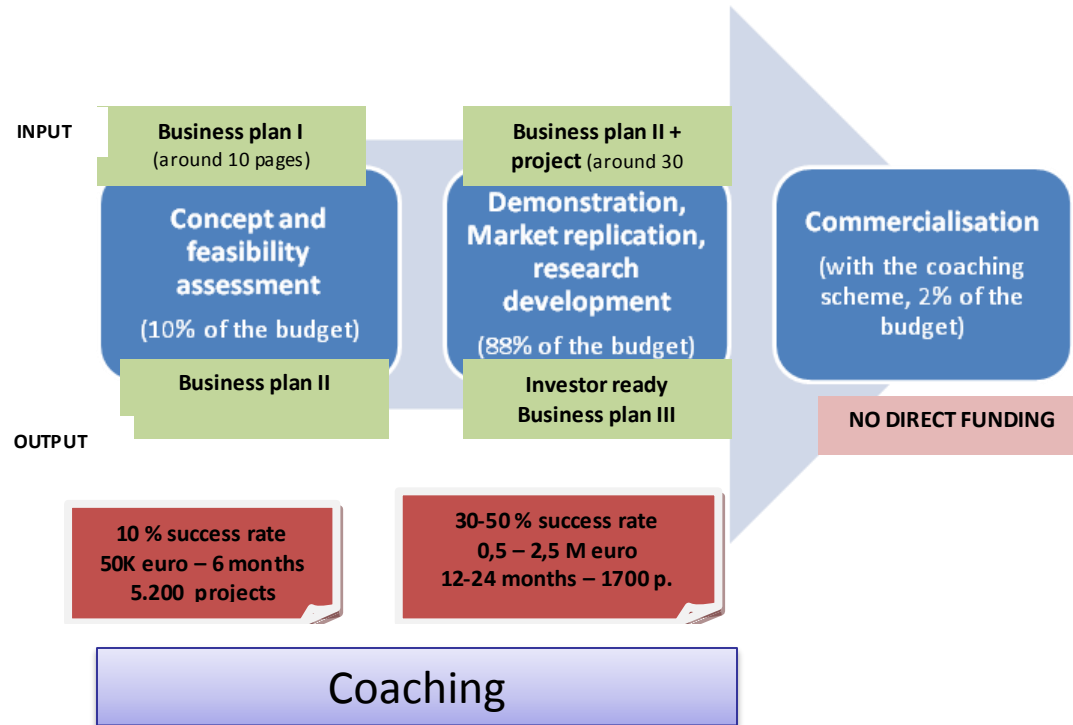 INPUT
Business plan I
(around 10 pages)
Business plan II +
project (around 30
Concept and
feasibility
assessment
(10% of the budget)
Demonstration,
Market replication,
research
development
(88% of the budget)
Commercialisation
(with the coaching
scheme, 2% of the
budget)
Business plan II
Investor ready
Business plan III
NO DIRECT FUNDING
OUTPUT
10 % success rate
50K euro – 6 months
5.200 projects
30-50 % success rate
0,5 – 2,5 M euro
12-24 months – 1700 p.
Coaching